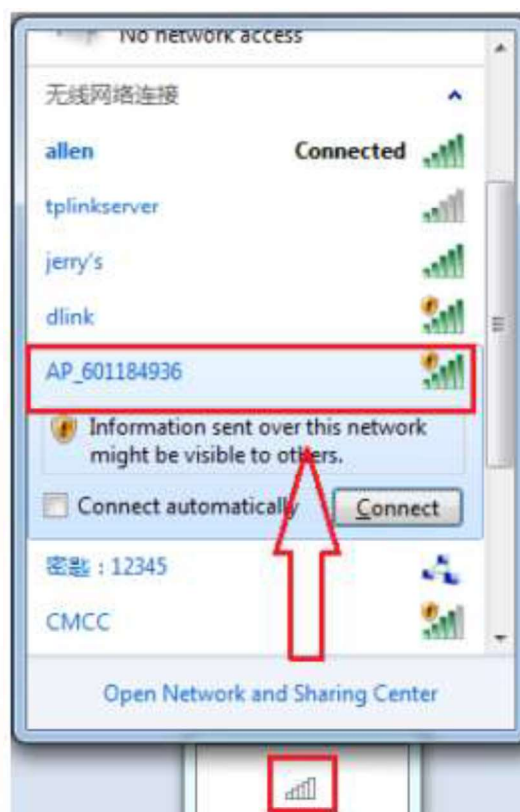 No network access
无线网络连接
allen Connected
tplinkserver
jerry's
dlink
AP_601184936
Information sent over this network
might be visible to others.
Connect automatically Connect
密匙：12345
CMCC
Open Network and Sharing Center